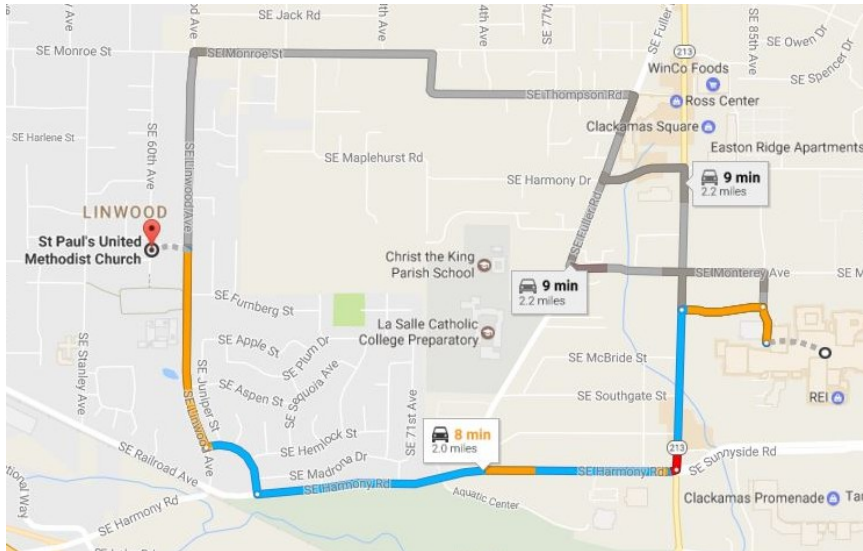 SE Jack Rd
SE Fuller
213
SE 85th Ave
SE Owen Dr
SE Spencer Dr
SE Monroe St
SE Monroe St
WinCo Foods
SE Thompson Rd
Ross Center
SE Harlene St
SE 60th Ave
SE Linwood Ave
Clackamas Square
Easton Ridge Apartments
SE Maplehurst Rd
SE Harmony Dr
9 min
2.2 miles
LINWOOD
St Paul's United
Methodist Church
SE Fuller Rd
Christ the King
Parish School
9 min
2.2 miles
SE Monterey Ave
SE M
SE Furnberg St
La Salle Catholic
College Preparatory
SE Stanley Ave
SE Apple St
SE Plum Dr
SE Sequoia Ave
SE McBride St
SE Juniper St
SE Aspen St
SE 71st Ave
SE Southgate St
REI
SE Linwood Ave
8 min
2.0 miles
SE Hemlock St
213
SE Sunnyside Rd
SE Railroad Ave
SE Madrona Dr
SE Harmony Rd
SE Harmony Rd
SE Harmony Rd
Aquatic Center
Clackamas Promenade